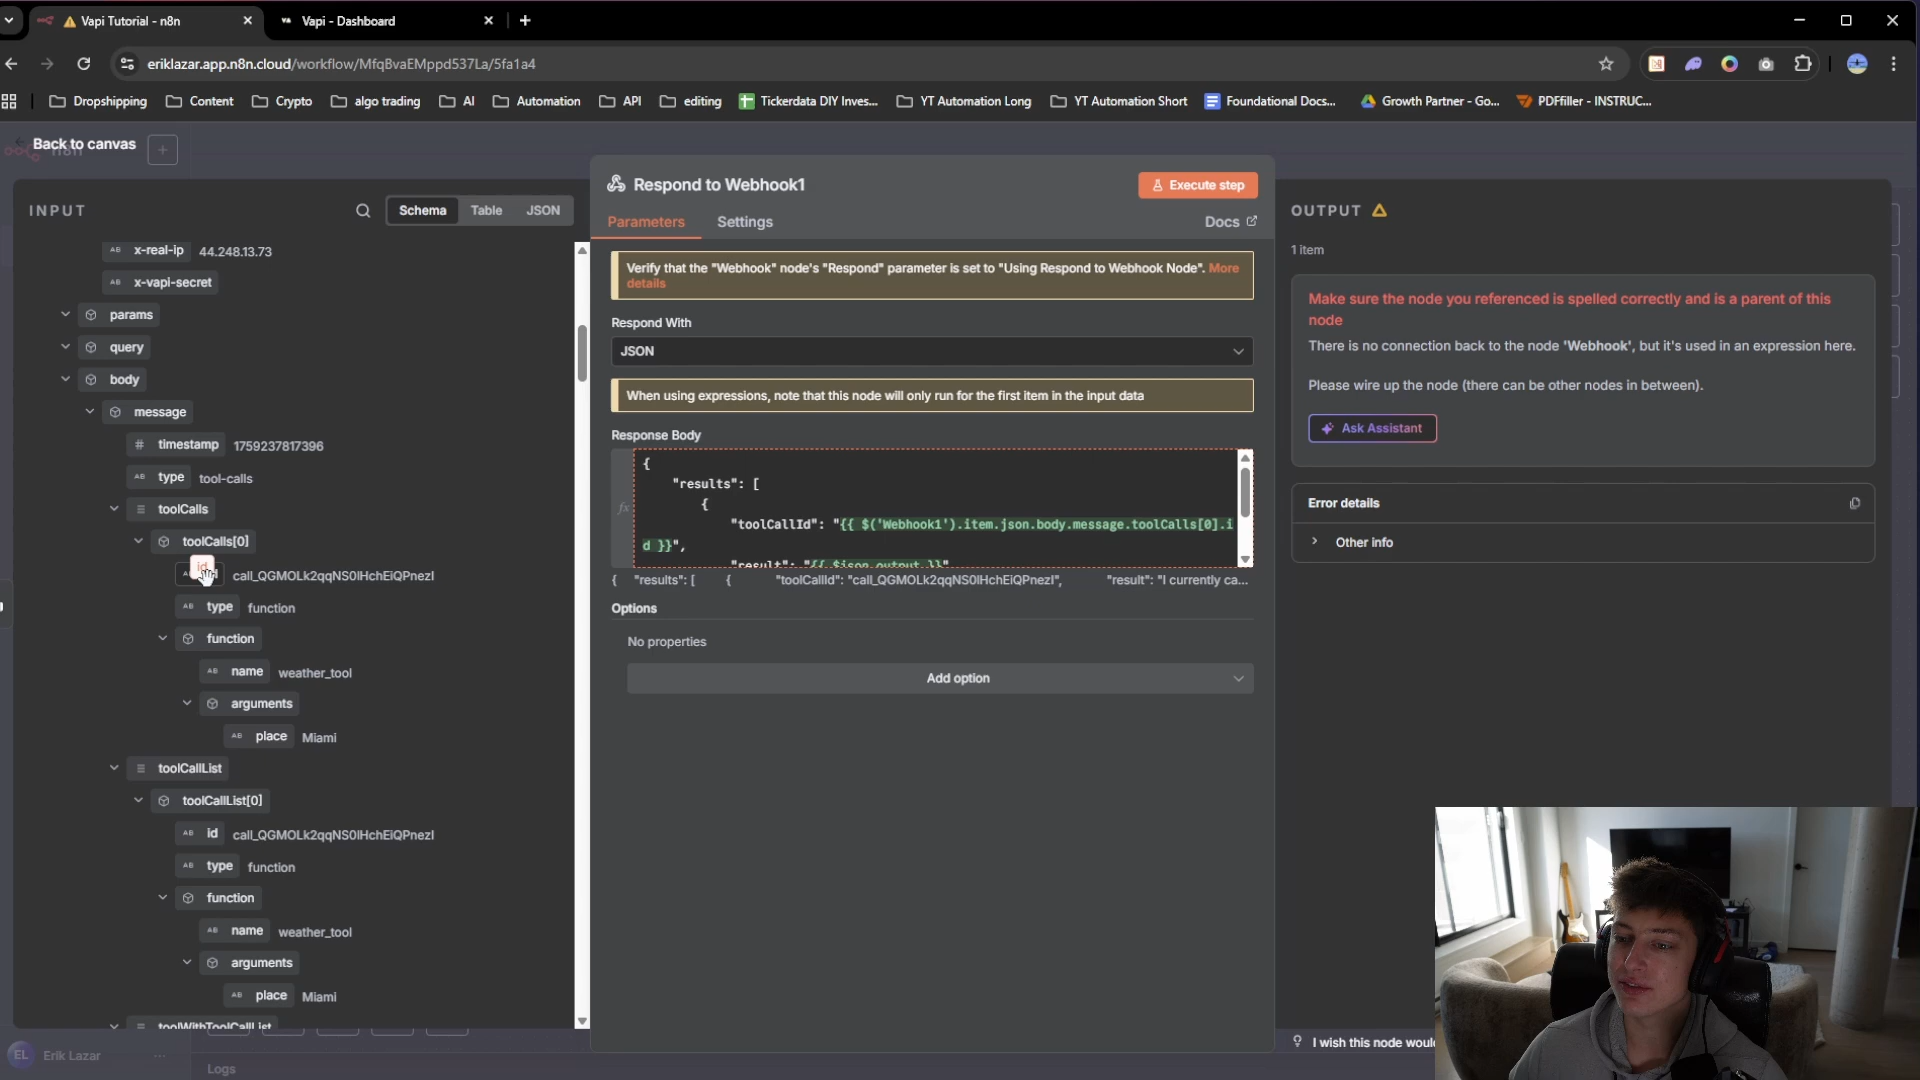 Vapi Tutorial - n8n
Vapi - Dashboard
eriklazar.app.n8n.cloud/workflow/MfqBvaEMppd537La/5fa1a4
Dropshipping
Content
Crypto
algo trading
AI
Automation
API
editing
Tickerdata DIY Inves...
YT Automation Long
YT Automation Short
Foundational Docs...
Growth Partner - Go...
PDFfiller - INSTRUC...
Back to canvas
n8n
INPUT
Schema
Table
JSON
x-real-ip 44.248.13.73
x-vapi-secret
params
query
body
message
timestamp 1759237817396
type tool-calls
toolCalls
toolCalls[0]
id call_QGMOLk2qqNS0IHchEiQPnezI
type function
function
name weather_tool
arguments
place Miami
toolCallList
toolCallList[0]
id call_QGMOLk2qqNS0IHchEiQPnezI
type function
function
name weather_tool
arguments
place Miami
toolWithToolCallList
EL Erik Lazar
Logs
Respond to Webhook1
Execute step
Parameters
Settings
Docs
Verify that the "Webhook" node's "Respond" parameter is set to "Using Respond to Webhook Node". More
details
Respond With
JSON
When using expressions, note that this node will only run for the first item in the input data
Response Body
fx
{
"results": [
{
"toolCallId": "{{ $('Webhook1').item.json.body.message.toolCalls[0].i
d }}",
"result": "{{ $json.output }}"
{ "results": [ { "toolCallId": "call_QGMOLk2qqNS0IHchEiQPnezI", "result": "I currently ca...
Options
No properties
Add option
OUTPUT
1 item
Make sure the node you referenced is spelled correctly and is a parent of this
node
There is no connection back to the node 'Webhook', but it's used in an expression here.
Please wire up the node (there can be other nodes in between).
Ask Assistant
Error details
Other info
I wish this node woul